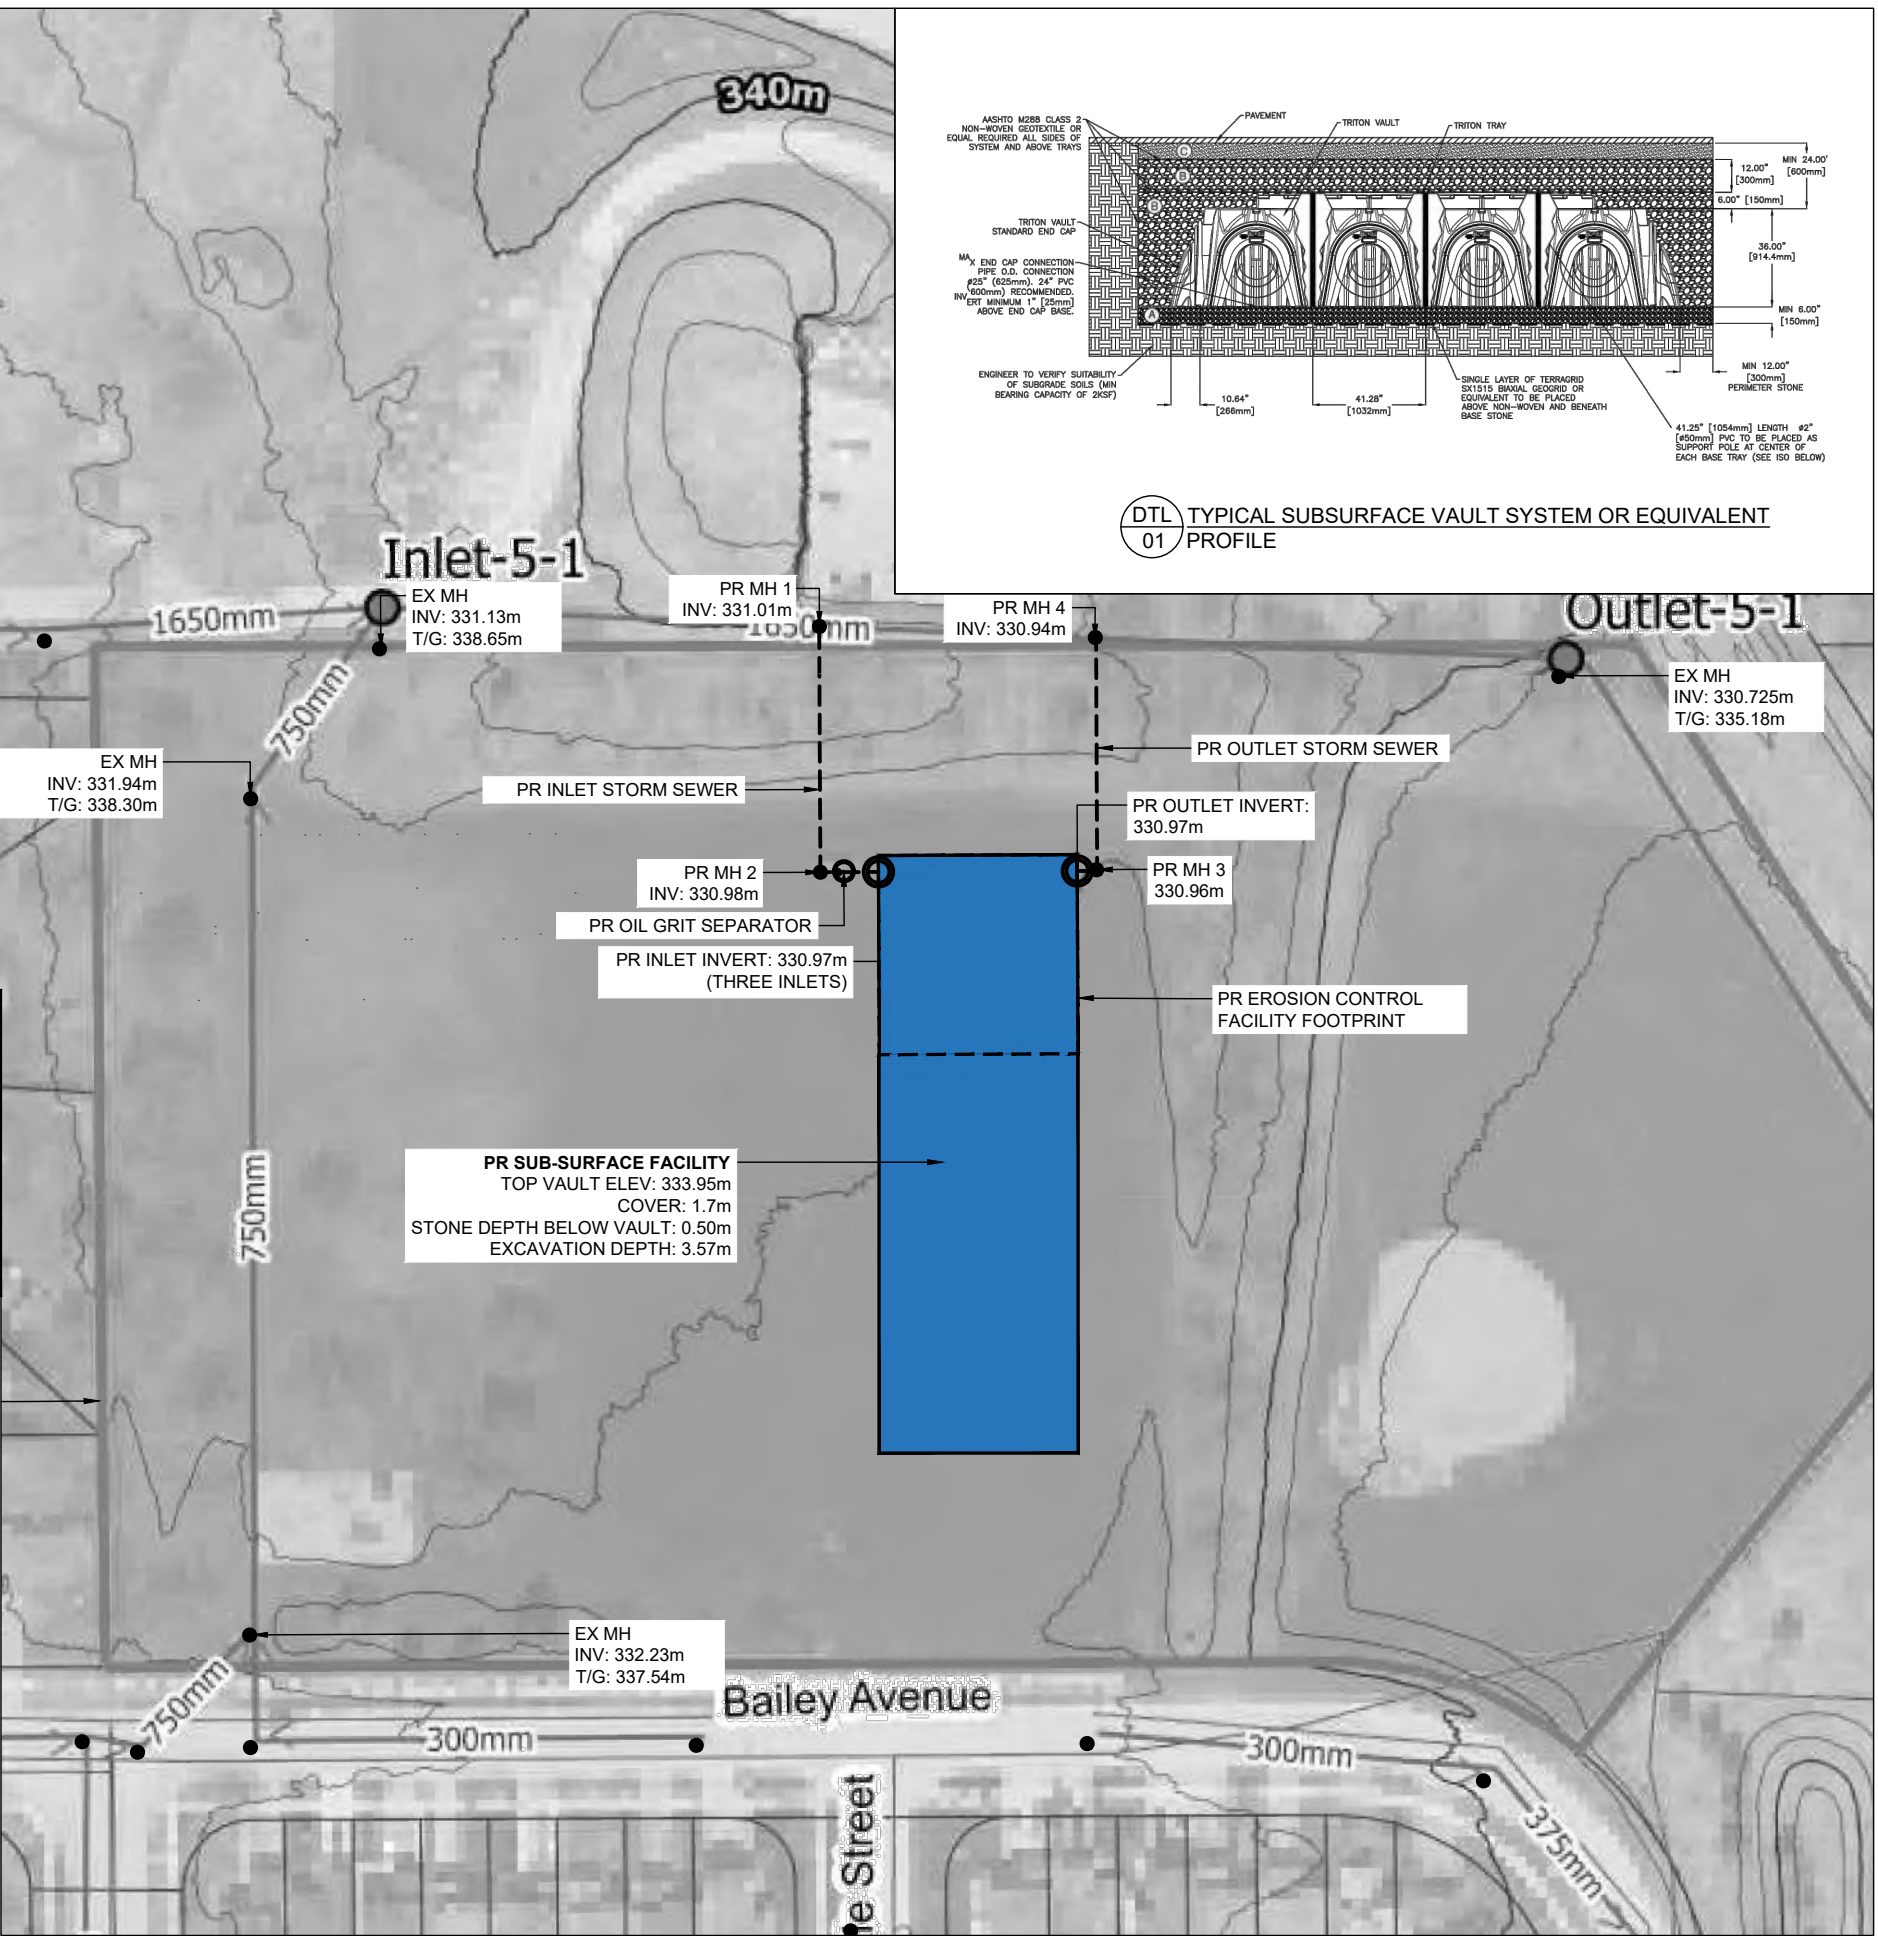 340m
AASHTO M288 CLASS 2
NON-WOVEN GEOTEXTILE OR
EQUAL REQUIRED ALL SIDES OF
SYSTEM AND ABOVE TRAYS
PAVEMENT
TRITON VAULT
TRITON TRAY
C
B
B
A
12.00"
[300mm]
MIN 24.00'
[600mm]
6.00" [150mm]
36.00"
[914.4mm]
MIN 6.00"
[150mm]
TRITON VAULT
STANDARD END CAP
MAX END CAP CONNECTION
PIPE O.D. CONNECTION
ø25" (625mm). 24" PVC
(600mm) RECOMMENDED.
INVERT MINIMUM 1" [25mm]
ABOVE END CAP BASE.
ENGINEER TO VERIFY SUITABILITY
OF SUBGRADE SOILS (MIN
BEARING CAPACITY OF 2KSF)
10.64"
[266mm]
41.28"
[1032mm]
SINGLE LAYER OF TERRAGRID
SX1515 BIAXIAL GEOGRID OR
EQUIVALENT TO BE PLACED
ABOVE NON-WOVEN AND BENEATH
BASE STONE
MIN 12.00"
[300mm]
PERIMETER STONE
41.25" [1054mm] LENGTH ø2"
[ø50mm] PVC TO BE PLACED AS
SUPPORT POLE AT CENTER OF
EACH BASE TRAY (SEE ISO BELOW)
DTL
01
TYPICAL SUBSURFACE VAULT SYSTEM OR EQUIVALENT
PROFILE
Inlet-5-1
1650mm
EX MH
INV: 331.13m
T/G: 338.65m
PR MH 1
INV: 331.01m
1650mm
PR MH 4
INV: 330.94m
Outlet-5-1
EX MH
INV: 330.725m
T/G: 335.18m
750mm
EX MH
INV: 331.94m
T/G: 338.30m
PR INLET STORM SEWER
PR OUTLET STORM SEWER
PR OUTLET INVERT:
330.97m
PR MH 2
INV: 330.98m
PR MH 3
330.96m
PR OIL GRIT SEPARATOR
PR INLET INVERT: 330.97m
(THREE INLETS)
PR EROSION CONTROL
FACILITY FOOTPRINT
750mm
PR SUB-SURFACE FACILITY
TOP VAULT ELEV: 333.95m
COVER: 1.7m
STONE DEPTH BELOW VAULT: 0.50m
EXCAVATION DEPTH: 3.57m
EX MH
INV: 332.23m
T/G: 337.54m
750mm
Bailey Avenue
300mm
300mm
375mm
ne Street